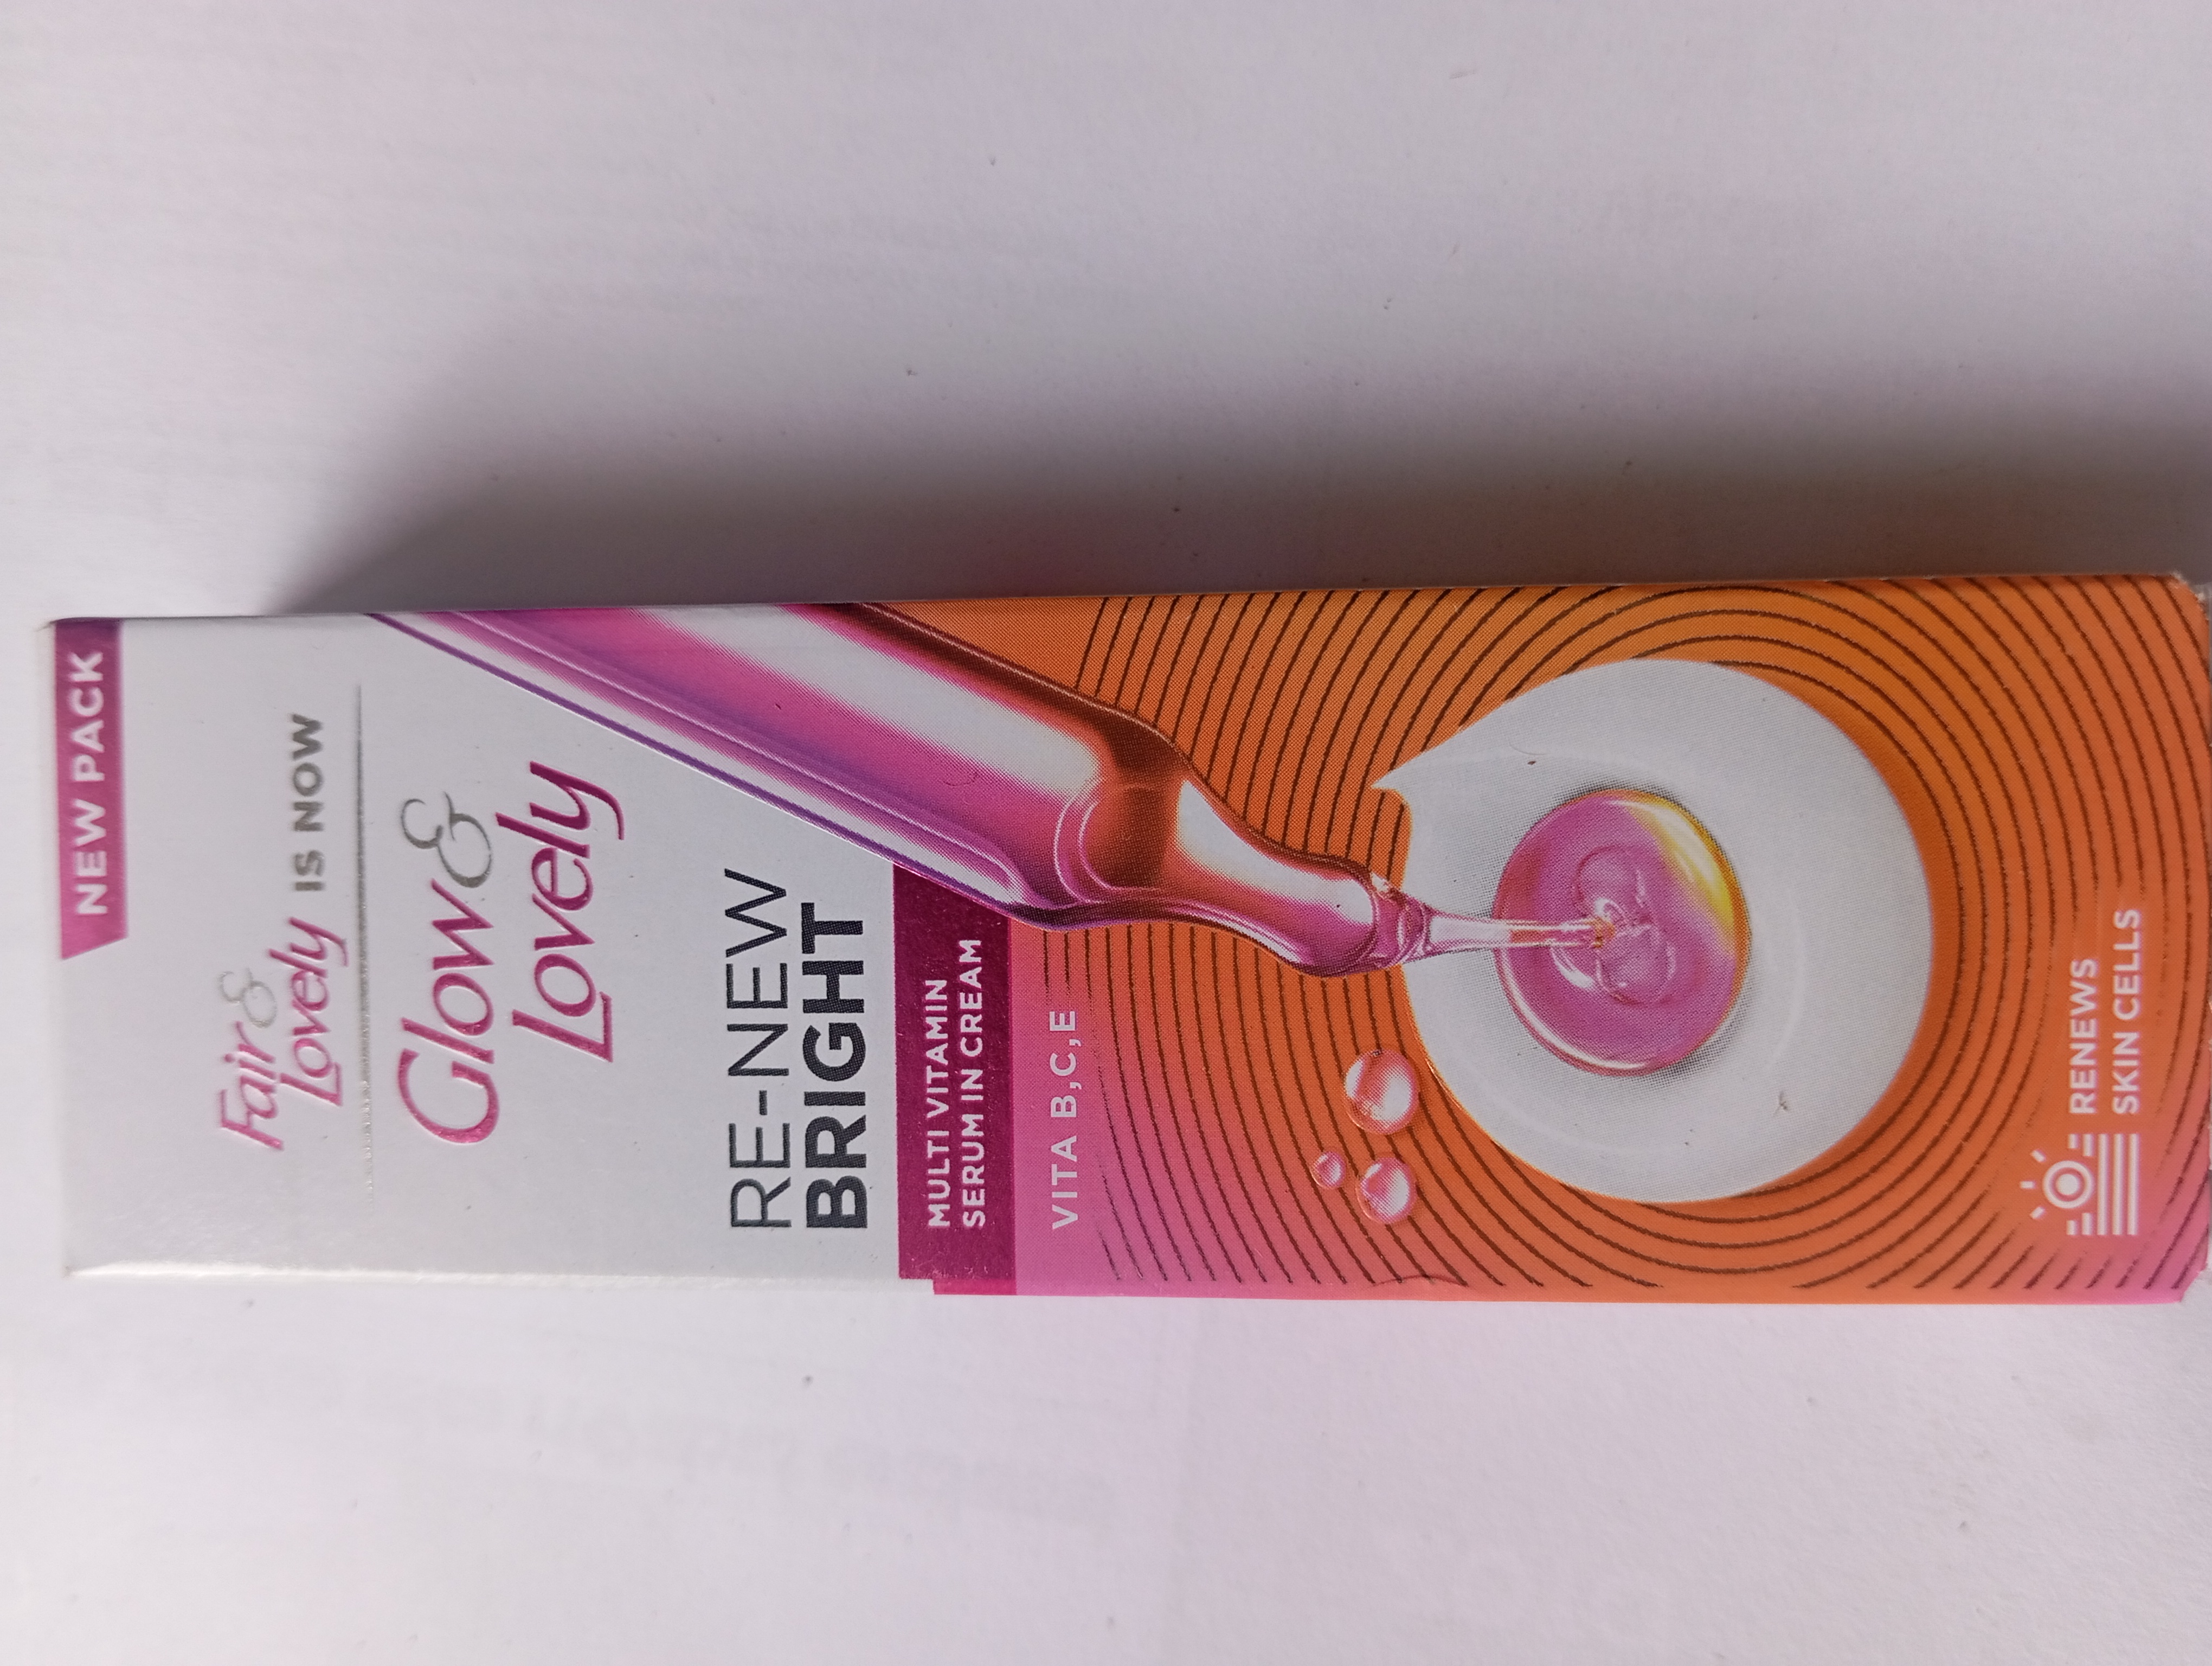 NEW PACK
Fair &
Lovely IS NOW
Glow &
Lovely
RE-NEW
BRIGHT
MULTI VITAMIN
SERUM IN CREAM
VITA B,C,E
RENEWS
SKIN CELLS